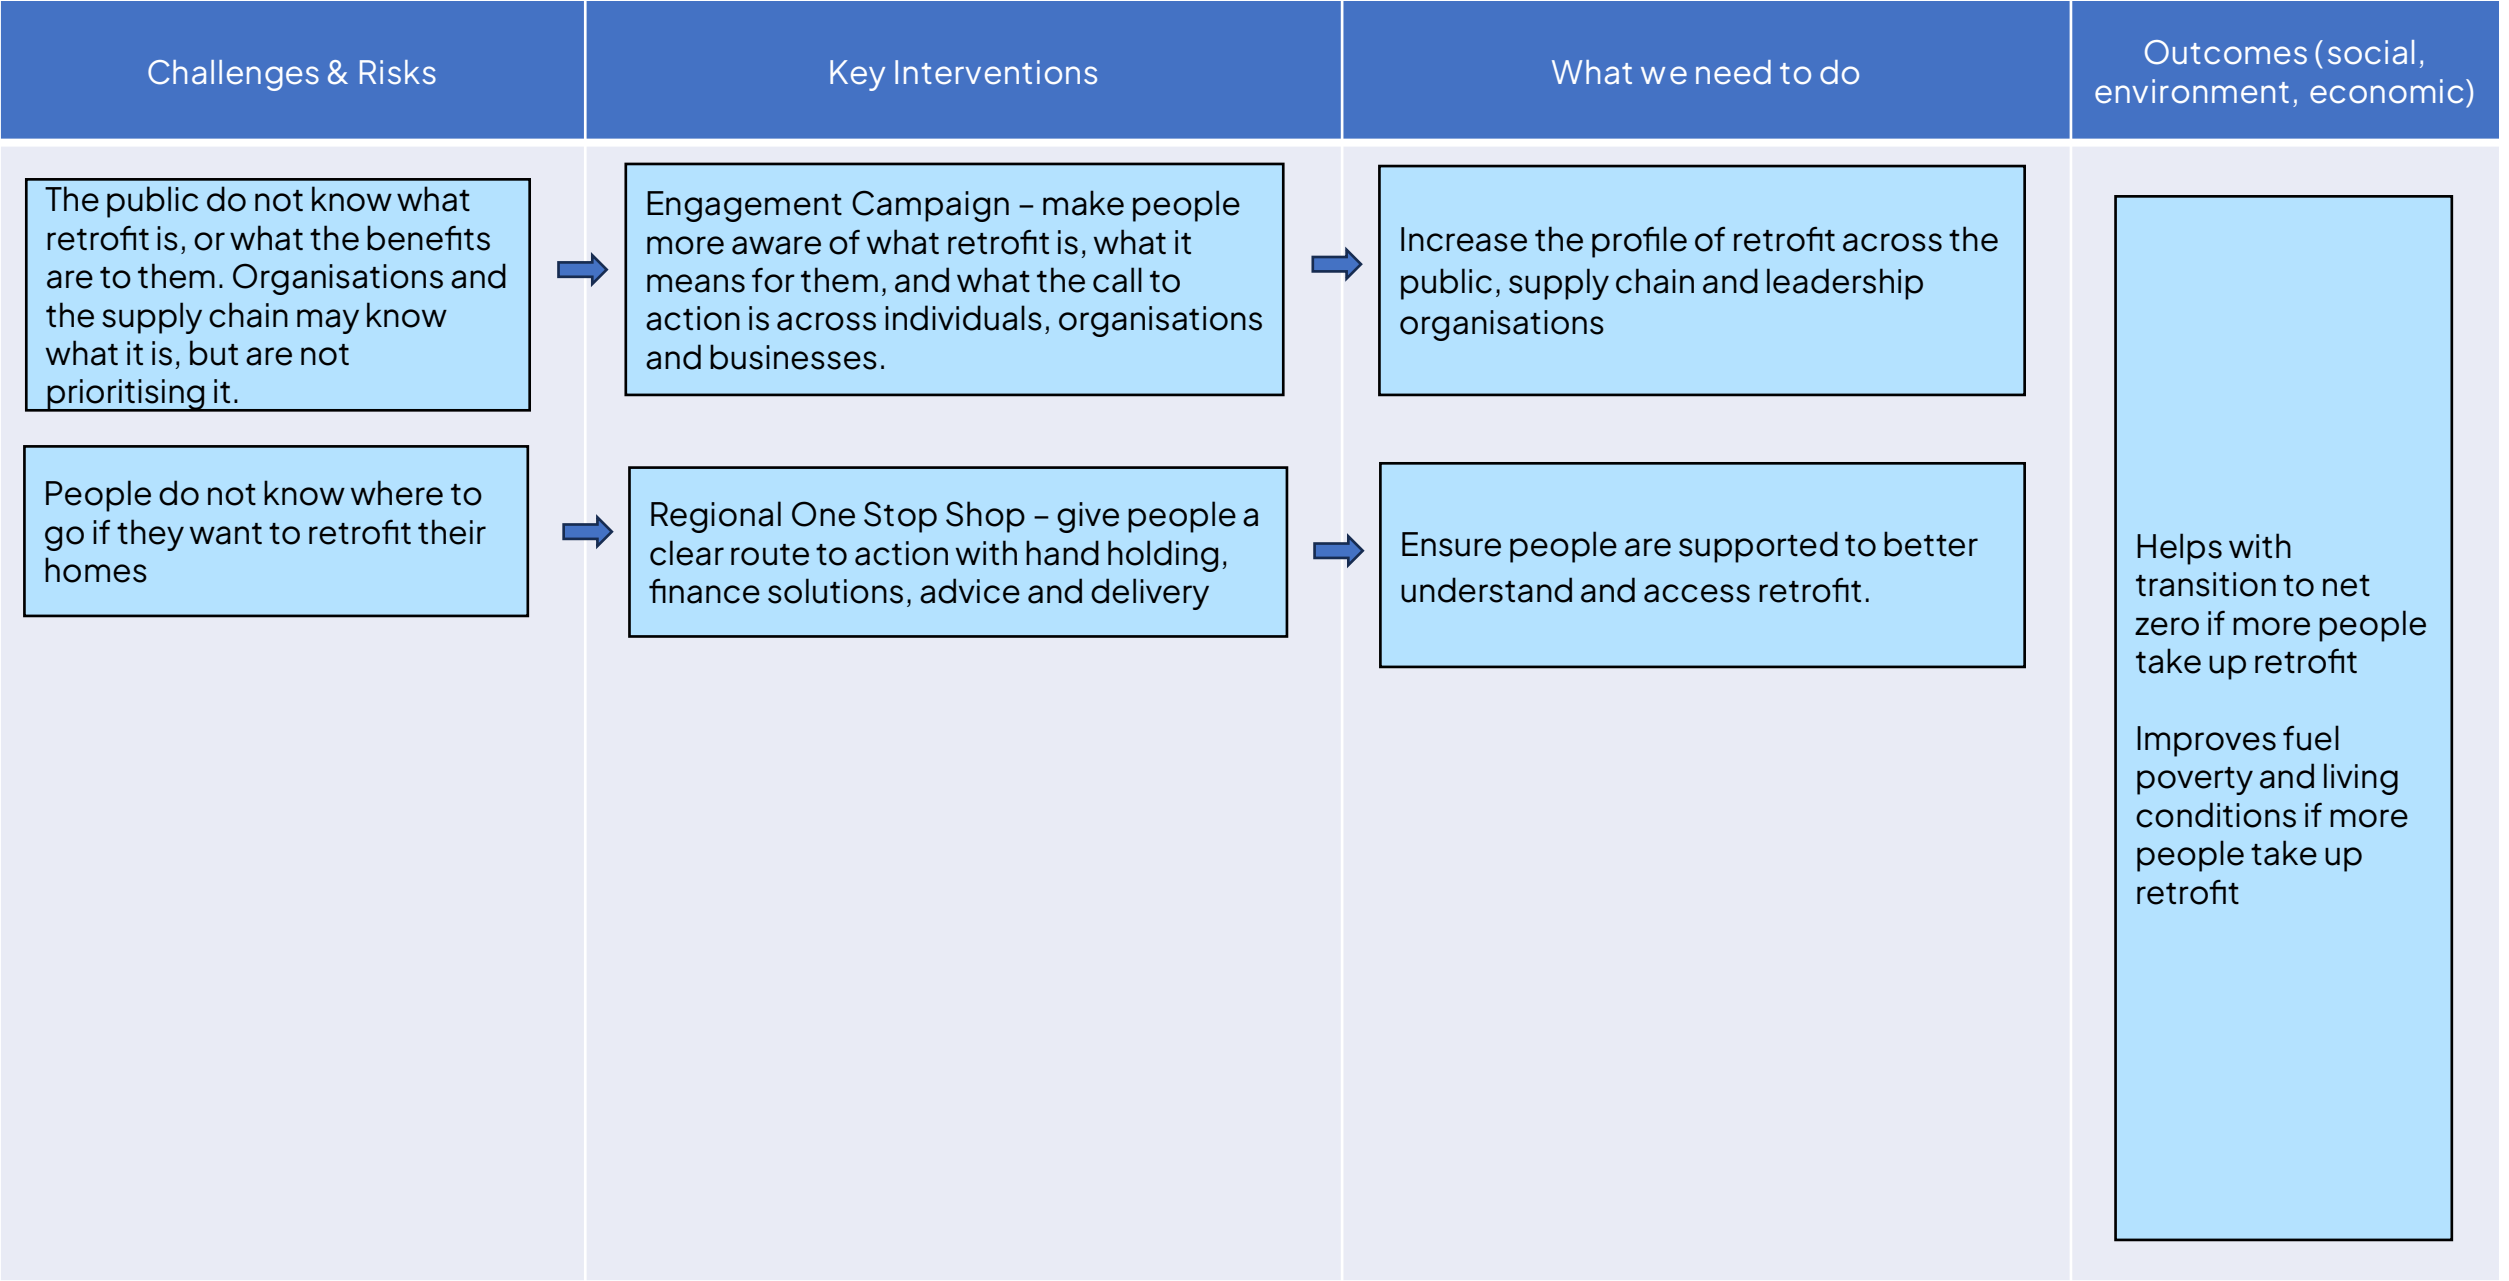 Challenges & Risks
Key Interventions
What we need to do
Outcomes (social,
environment, economic)
The public do not know what
retrofit is, or what the benefits
are to them. Organisations and
the supply chain may know
what it is, but are not
prioritising it.
Engagement Campaign – make people
more aware of what retrofit is, what it
means for them, and what the call to
action is across individuals, organisations
and businesses.
Increase the profile of retrofit across the
public, supply chain and leadership
organisations
People do not know where to
go if they want to retrofit their
homes
Regional One Stop Shop – give people a
clear route to action with hand holding,
finance solutions, advice and delivery
Ensure people are supported to better
understand and access retrofit.
Helps with
transition to net
zero if more people
take up retrofit
Improves fuel
poverty and living
conditions if more
people take up
retrofit